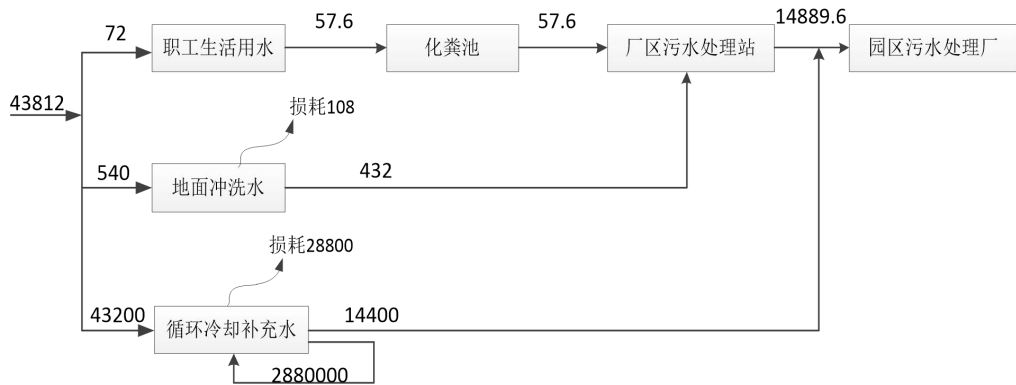 72
职工生活用水
57.6
化粪池
57.6
厂区污水处理站
14889.6
园区污水处理厂
43812
损耗108
540
地面冲洗水
432
损耗28800
43200
循环冷却补充水
14400
2880000